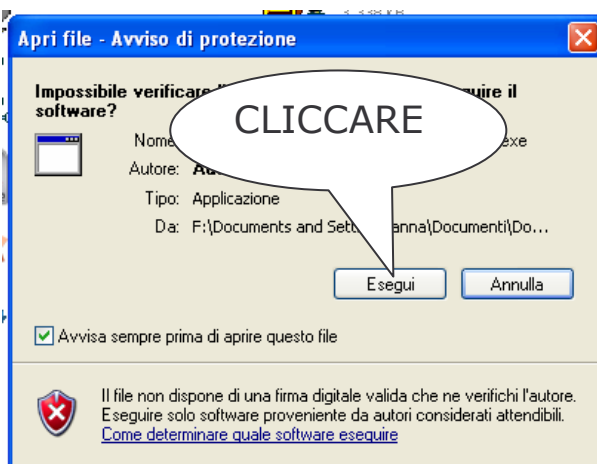 Apri file - Avviso di protezione
Impossibile verificare guire il
software?
CLICCARE
Nome exe
Autore:
Tipo: Applicazione
Da: F:\Documents and Sett anna\Documenti\Do...
Esegui Annulla
Avvisa sempre prima di aprire questo file
Il file non dispone di una firma digitale valida che ne verifichi l'autore.
Eseguire solo software proveniente da autori considerati attendibili.
Come determinare quale software eseguire